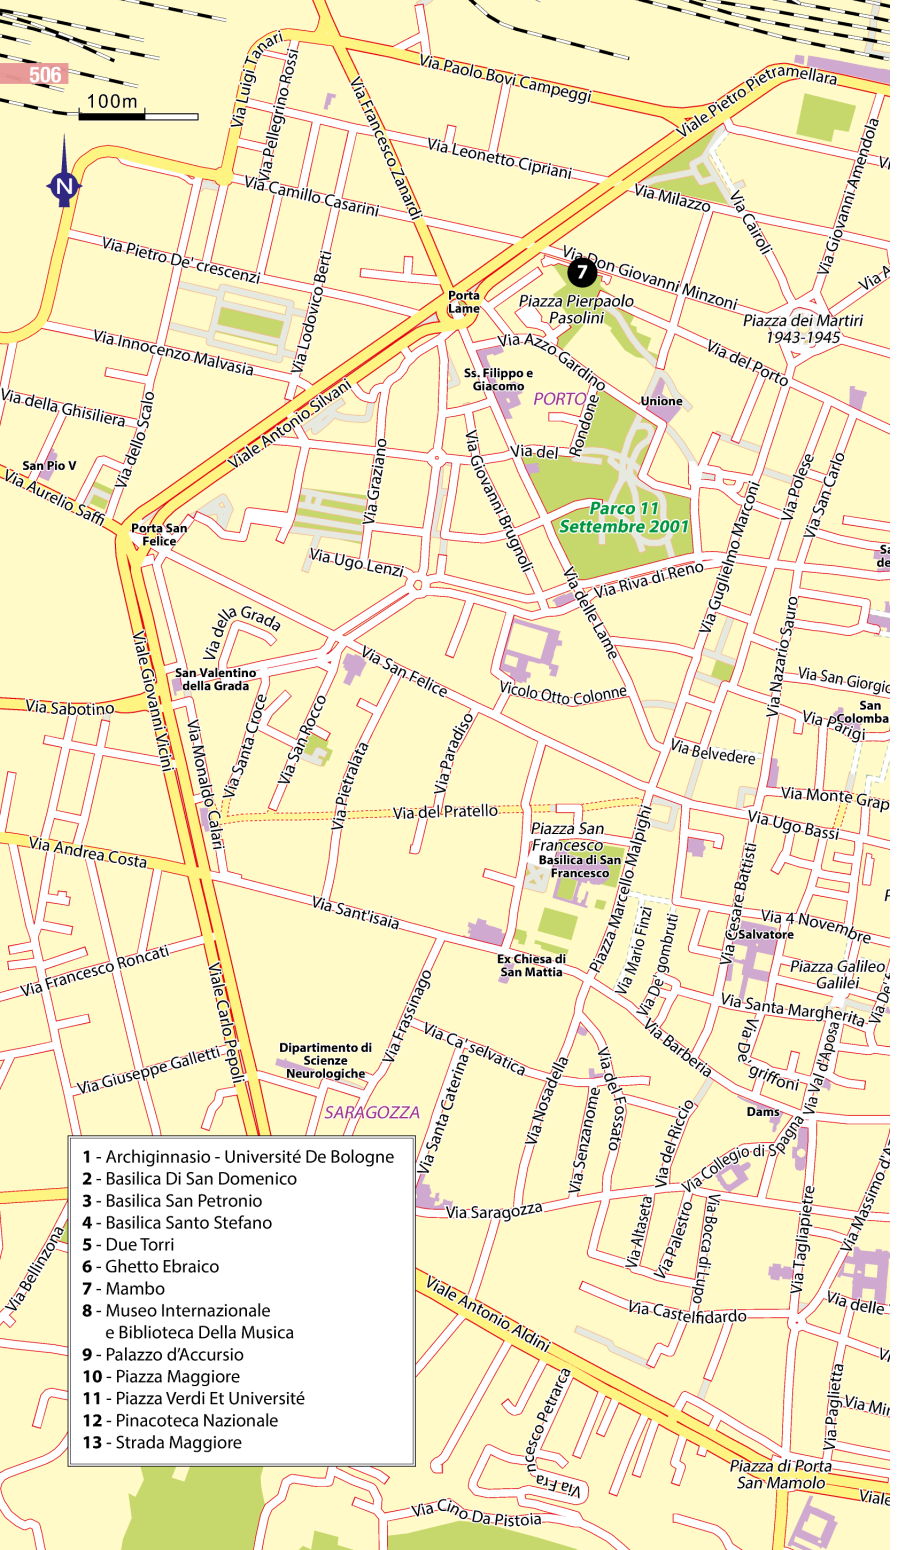 506
100m
N
Via Luigi Tanari
Via Pellegrino Rossi
Via Francesco Zanardi
Via Paolo Bovi Campeggi
Viale Pietro Pietramellara
Via Leonetto Cipriani
Via Camillo Casarini
Via Milazzo
Via Cairoli
Via Giovanni Amendola
Via Pietro De' crescenzi
Via Lodovico Berti
Porta
Lame
Via Don Giovanni Minzoni
7
Piazza Pierpaolo
Pasolini
Piazza dei Martiri
1943-1945
Via Innocenzo Malvasia
Via Azzo Gardino
Via del Porto
Ss. Filippo e
Giacomo
PORTO
Unione
Via della Ghisiliera
Via dello Scalo
Viale Antonio Silvani
Via del
Rondone
San Pio V
Via Aurelio Saffi
Via Graziano
Via Giovanni Brugnoli
Via Polese
Via San Carlo
Parco 11
Settembre 2001
Porta San
Felice
Via Ugo Lenzi
Via Riva di Reno
Via Guglielmo Marconi
Via delle Lame
Via Nazario Sauro
Via della Grada
Viale Giovanni Vicini
San Valentino
della Grada
Via San Felice
Vicolo Otto Colonne
Via San Giorgio
San
Colomba
Via Parigi
Via Sabotino
Via Monaldo Calari
Via Santa Croce
Via San Rocco
Via Pietralata
Via Paradiso
Via Belvedere
Via Monte Grap
Via del Pratello
Via Ugo Bassi
Piazza San
Francesco
Basilica di San
Francesco
Via Andrea Costa
Piazza Marcello Malpighi
Via Cesare Battisti
Via Sant'isaia
Via Mario Finzi
Via De' gombruti
Via 4 Novembre
Salvatore
Via Francesco Roncati
Ex Chiesa di
San Mattia
Piazza Galileo
Galilei
Viale Carlo Pepoli
Via Frassinago
Via Santa Margherita
Via Barberia
Via De' griffoni
Via Val d'Aposa
Via Giuseppe Galletti
Dipartimento di
Scienze
Neurologiche
Via Ca' selvatica
Via Nosadella
Via del Fossato
SARAGOZZA
Via Santa Caterina
Via Senzanome
Via del Riccio
Dams
Via Collegio di Spagna
Via Saragozza
Via Altaseta
Via Palestro
Via Bocca di Lupo
Via Tagliapietre
Via Massimo d'A
Via Bellinzona
Viale Antonio Aldini
Via Castelfidardo
Via delle
Via Paglietta
Via Min
Via Francesco Petrarca
Piazza di Porta
San Mamolo
Viale
Via Cino Da Pistoia
1 - Archiginnasio - Université De Bologne
2 - Basilica Di San Domenico
3 - Basilica San Petronio
4 - Basilica Santo Stefano
5 - Due Torri
6 - Ghetto Ebraico
7 - Mambo
8 - Museo Internazionale
e Biblioteca Della Musica
9 - Palazzo d’Accursio
10 - Piazza Maggiore
11 - Piazza Verdi Et Université
12 - Pinacoteca Nazionale
13 - Strada Maggiore